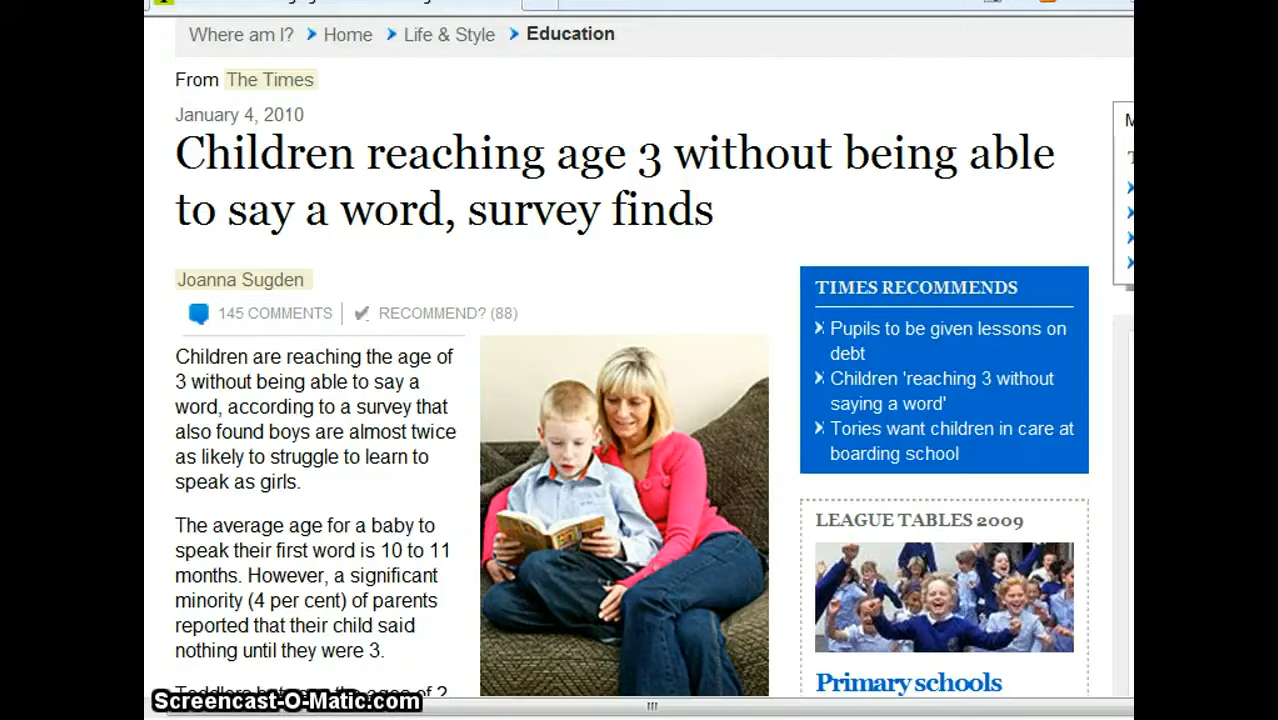 Where am I? Home Life & Style Education
From The Times
January 4, 2010
Children reaching age 3 without being able
to say a word, survey finds
Joanna Sugden
145 COMMENTS RECOMMEND? (88)
Children are reaching the age of
3 without being able to say a
word, according to a survey that
also found boys are almost twice
as likely to struggle to learn to
speak as girls.
The average age for a baby to
speak their first word is 10 to 11
months. However, a significant
minority (4 per cent) of parents
reported that their child said
nothing until they were 3.
TIMES RECOMMENDS
Pupils to be given lessons on
debt
Children 'reaching 3 without
saying a word'
Tories want children in care at
boarding school
LEAGUE TABLES 2009
Primary schools
Screencast-O-Matic.com